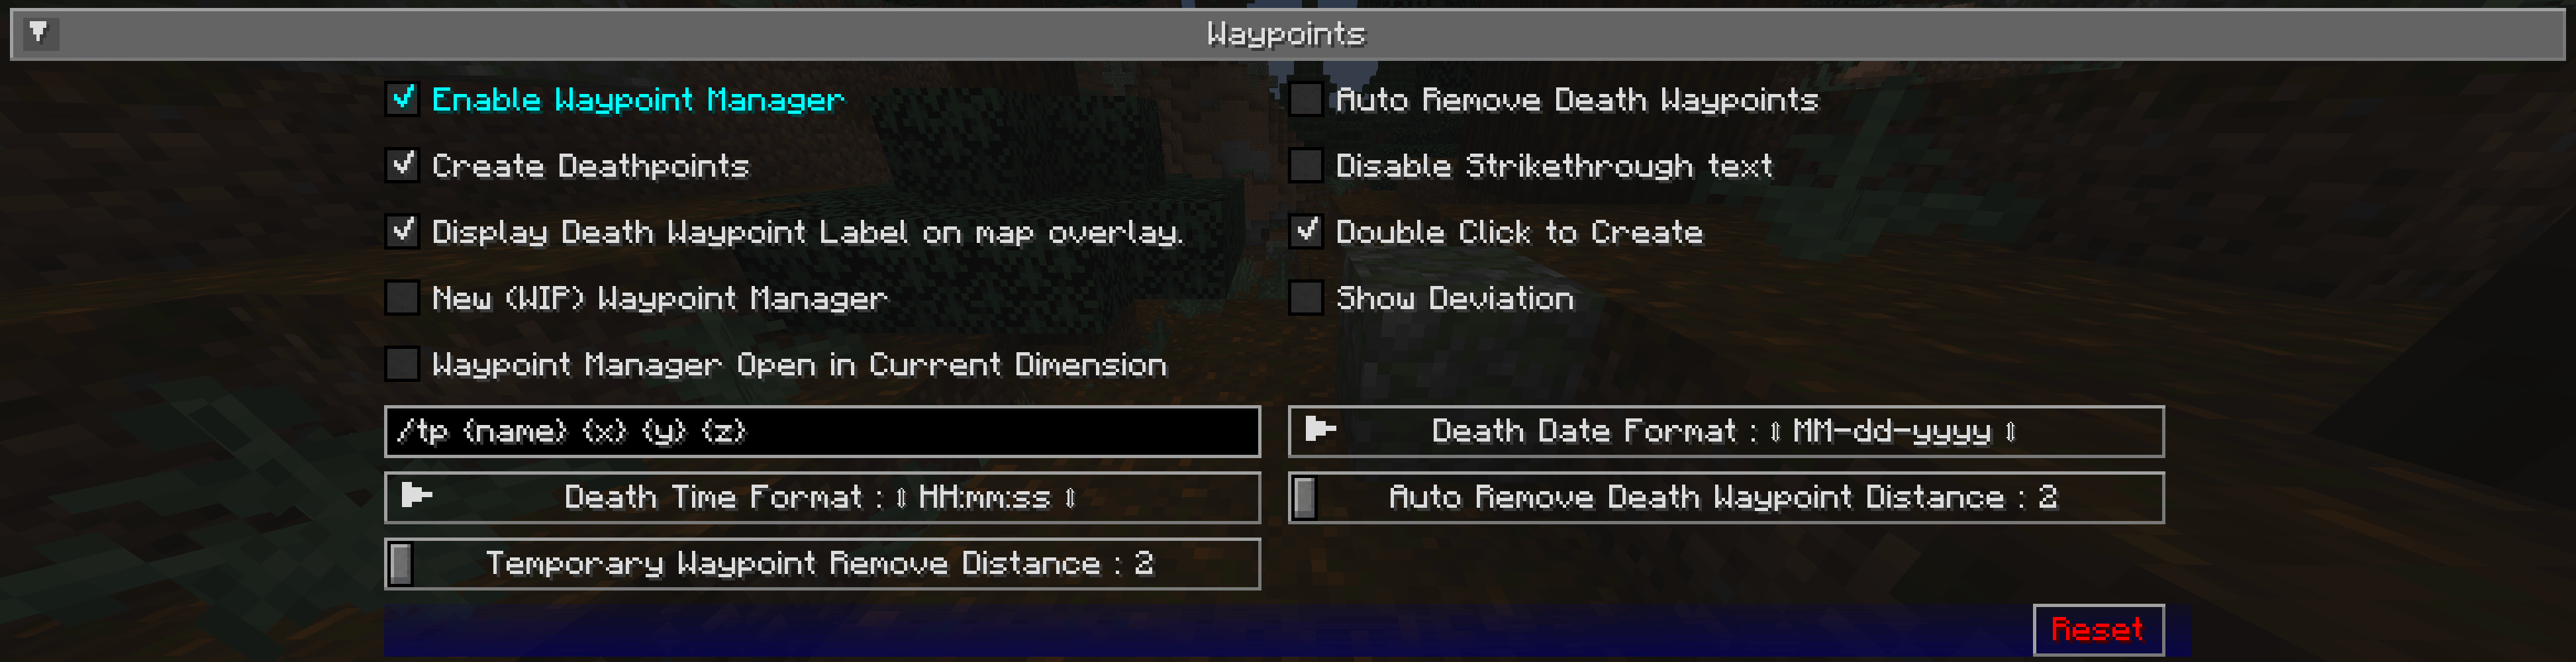 Waypoints
Enable Waypoint Manager
Auto Remove Death Waypoints
Create Deathpoints
Disable Strikethrough text
Display Death Waypoint Label on map overlay.
Double Click to Create
New (WIP) Waypoint Manager
Show Deviation
Waypoint Manager Open in Current Dimension
/tp {name} {x} {y} {z}
Death Date Format : ⇕ MM-dd-yyyy ⇕
Death Time Format : ⇕ HH:mm:ss ⇕
Auto Remove Death Waypoint Distance : 2
Temporary Waypoint Remove Distance : 2
Reset